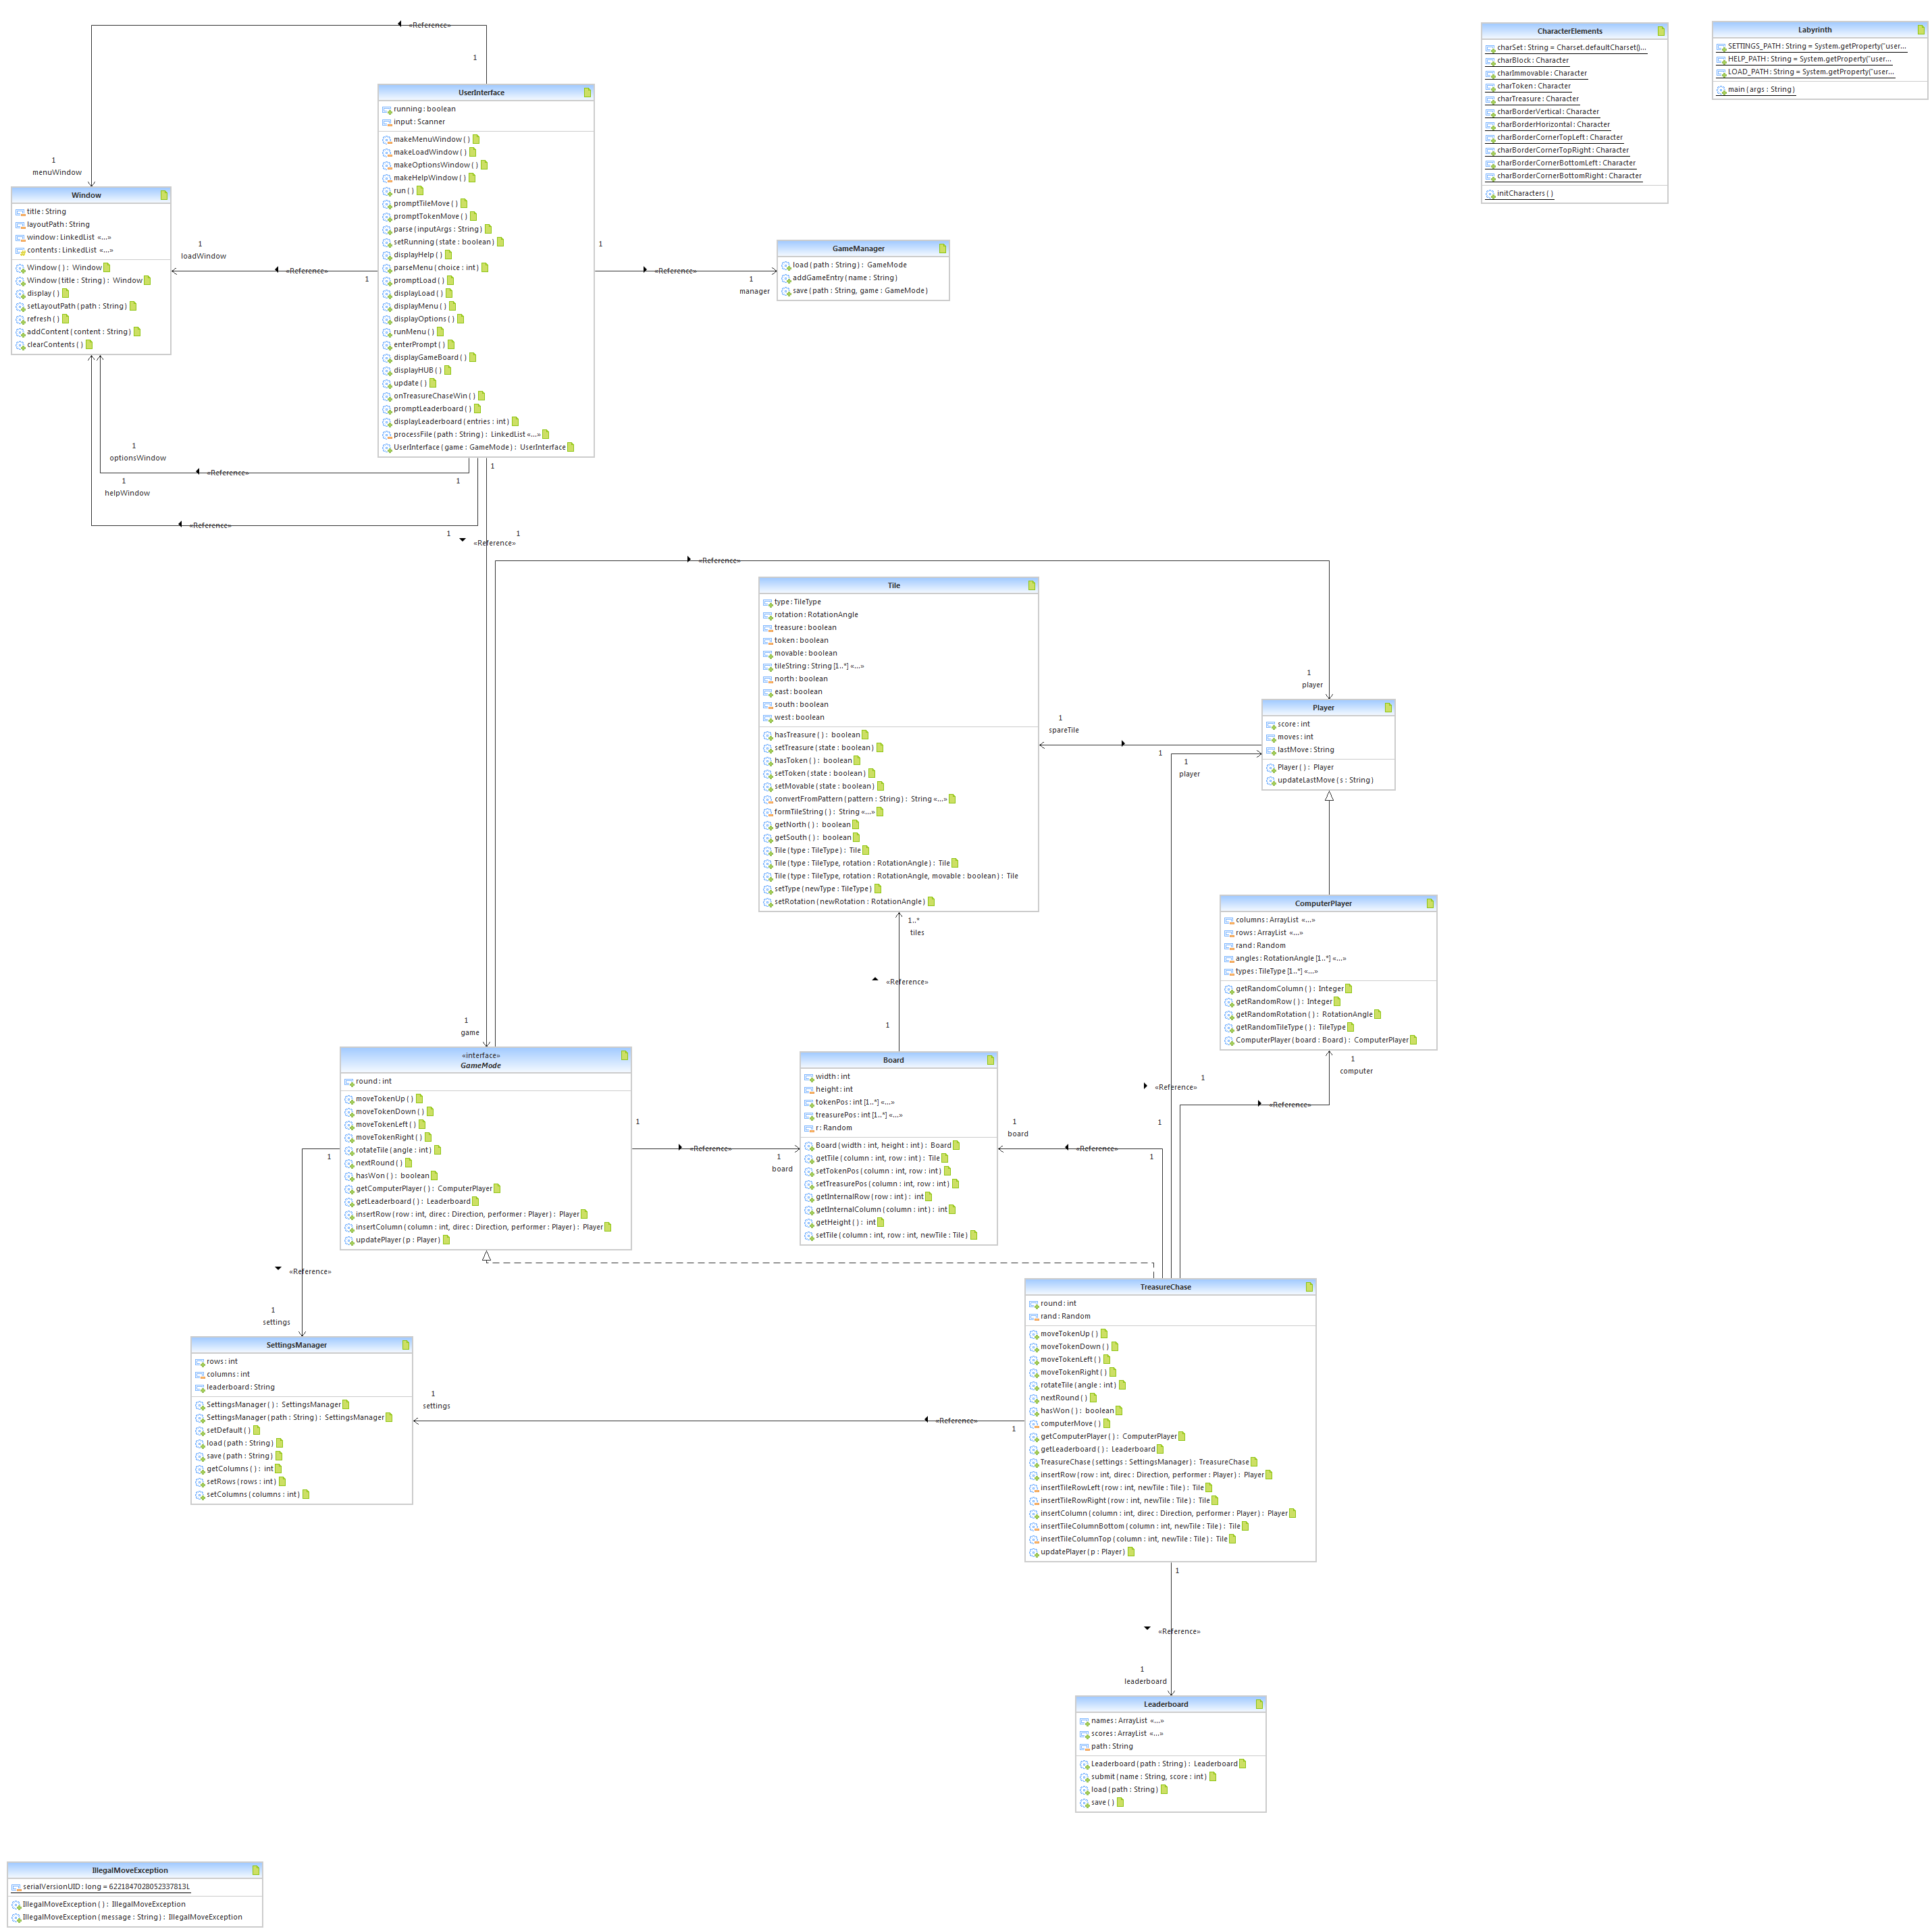 «Reference»
1
1
menuWindow
UserInterface
running : boolean
input : Scanner
makeMenuWindow ( )
makeLoadWindow ( )
makeOptionsWindow ( )
makeHelpWindow ( )
run ( )
promptTileMove ( )
promptTokenMove ( )
parse ( inputArgs : String )
setRunning ( state : boolean )
displayHelp ( )
parseMenu ( choice : int )
promptLoad ( )
displayLoad ( )
displayMenu ( )
displayOptions ( )
runMenu ( )
enterPrompt ( )
displayGameBoard ( )
displayHUB ( )
update ( )
onTreasureChaseWin ( )
promptLeaderboard ( )
displayLeaderboard ( entries : int )
processFile ( path : String ) : LinkedList «...»
UserInterface ( game : GameMode ) : UserInterface
Window
title : String
layoutPath : String
window : LinkedList «...»
contents : LinkedList «...»
Window ( ) : Window
Window ( title : String ) : Window
display ( )
setLayoutPath ( path : String )
refresh ( )
addContent ( content : String )
clearContents ( )
1
loadWindow
«Reference»
1
1
«Reference»
1
manager
GameManager
load ( path : String ) : GameMode
addGameEntry ( name : String )
save ( path : String, game : GameMode )
CharacterElements
charSet : String = Charset.defaultCharset()...
charBlock : Character
charImmovable : Character
charToken : Character
charTreasure : Character
charBorderVertical : Character
charBorderHorizontal : Character
charBorderCornerTopLeft : Character
charBorderCornerTopRight : Character
charBorderCornerBottomLeft : Character
charBorderCornerBottomRight : Character
initCharacters ( )
Labyrinth
SETTINGS_PATH : String = System.getProperty("user...
HELP_PATH : String = System.getProperty("user...
LOAD_PATH : String = System.getProperty("user...
main ( args : String )
1
optionsWindow
«Reference»
1
1
helpWindow
«Reference»
1
1
«Reference»
1
game
1
«Reference»
1
player
Tile
type : TileType
rotation : RotationAngle
treasure : boolean
token : boolean
movable : boolean
tileString : String [1..*] «...»
north : boolean
east : boolean
south : boolean
west : boolean
hasTreasure ( ) : boolean
setTreasure ( state : boolean )
hasToken ( ) : boolean
setToken ( state : boolean )
setMovable ( state : boolean )
convertFromPattern ( pattern : String ) : String «...»
formTileString ( ) : String «...»
getNorth ( ) : boolean
getSouth ( ) : boolean
Tile ( type : TileType ) : Tile
Tile ( type : TileType, rotation : RotationAngle ) : Tile
Tile ( type : TileType, rotation : RotationAngle, movable : boolean ) : Tile
setType ( newType : TileType )
setRotation ( newRotation : RotationAngle )
Player
score : int
moves : int
lastMove : String
Player ( ) : Player
updateLastMove ( s : String )
1
spareTile
1
1
player
ComputerPlayer
columns : ArrayList «...»
rows : ArrayList «...»
rand : Random
angles : RotationAngle [1..*] «...»
types : TileType [1..*] «...»
getRandomColumn ( ) : Integer
getRandomRow ( ) : Integer
getRandomRotation ( ) : RotationAngle
getRandomTileType ( ) : TileType
ComputerPlayer ( board : Board ) : ComputerPlayer
1..*
tiles
«Reference»
1
«interface»
GameMode
round : int
moveTokenUp ( )
moveTokenDown ( )
moveTokenLeft ( )
moveTokenRight ( )
rotateTile ( angle : int )
nextRound ( )
hasWon ( ) : boolean
getComputerPlayer ( ) : ComputerPlayer
getLeaderboard ( ) : Leaderboard
insertRow ( row : int, direc : Direction, performer : Player ) : Player
insertColumn ( column : int, direc : Direction, performer : Player ) : Player
updatePlayer ( p : Player )
1
«Reference»
1
board
Board
width : int
height : int
tokenPos : int [1..*] «...»
treasurePos : int [1..*] «...»
r : Random
Board ( width : int, height : int ) : Board
getTile ( column : int, row : int ) : Tile
setTokenPos ( column : int, row : int )
setTreasurePos ( column : int, row : int )
getInternalRow ( row : int ) : int
getInternalColumn ( column : int ) : int
getHeight ( ) : int
setTile ( column : int, row : int, newTile : Tile )
1
board
«Reference»
1
1
«Reference»
1
«Reference»
1
computer
1
«Reference»
1
settings
SettingsManager
rows : int
columns : int
leaderboard : String
SettingsManager ( ) : SettingsManager
SettingsManager ( path : String ) : SettingsManager
setDefault ( )
load ( path : String )
save ( path : String )
getColumns ( ) : int
setRows ( rows : int )
setColumns ( columns : int )
1
settings
«Reference»
1
TreasureChase
round : int
rand : Random
moveTokenUp ( )
moveTokenDown ( )
moveTokenLeft ( )
moveTokenRight ( )
rotateTile ( angle : int )
nextRound ( )
hasWon ( ) : boolean
computerMove ( )
getComputerPlayer ( ) : ComputerPlayer
getLeaderboard ( ) : Leaderboard
TreasureChase ( settings : SettingsManager ) : TreasureChase
insertRow ( row : int, direc : Direction, performer : Player ) : Player
insertTileRowLeft ( row : int, newTile : Tile ) : Tile
insertTileRowRight ( row : int, newTile : Tile ) : Tile
insertColumn ( column : int, direc : Direction, performer : Player ) : Player
insertTileColumnBottom ( column : int, newTile : Tile ) : Tile
insertTileColumnTop ( column : int, newTile : Tile ) : Tile
updatePlayer ( p : Player )
1
«Reference»
1
leaderboard
Leaderboard
names : ArrayList «...»
scores : ArrayList «...»
path : String
Leaderboard ( path : String ) : Leaderboard
submit ( name : String, score : int )
load ( path : String )
save ( )
IllegalMoveException
serialVersionUID : long = 6221847028052337813L
IllegalMoveException ( ) : IllegalMoveException
IllegalMoveException ( message : String ) : IllegalMoveException